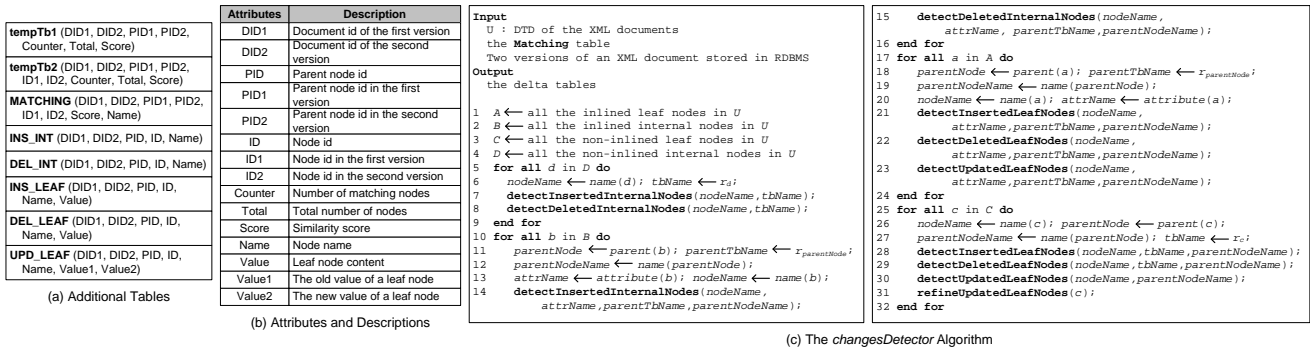 tempTb1 (DID1, DID2, PID1, PID2,
Counter, Total, Score)
tempTb2 (DID1, DID2, PID1, PID2,
ID1, ID2, Counter, Total, Score)
MATCHING (DID1, DID2, PID1, PID2,
ID1, ID2, Score, Name)
INS_INT (DID1, DID2, PID, ID, Name)
DEL_INT (DID1, DID2, PID, ID, Name)
INS_LEAF (DID1, DID2, PID, ID,
Name, Value)
DEL_LEAF (DID1, DID2, PID, ID,
Name, Value)
UPD_LEAF (DID1, DID2, PID, ID,
Name, Value1, Value2)
(a) Additional Tables
Attributes Description
DID1 Document id of the first version
DID2 Document id of the second
version
PID Parent node id
PID1 Parent node id in the first
version
PID2 Parent node id in the second
version
ID Node id
ID1 Node id in the first version
ID2 Node id in the second version
Counter Number of matching nodes
Total Total number of nodes
Score Similarity score
Name Node name
Value Leaf node content
Value1 The old value of a leaf node
Value2 The new value of a leaf node
(b) Attributes and Descriptions
Input
U : DTD of the XML documents
the Matching table
Two versions of an XML document stored in RDBMS
Output
the delta tables
1 A ← all the inlined leaf nodes in U
2 B ← all the inlined internal nodes in U
3 C ← all the non-inlined leaf nodes in U
4 D ← all the non-inlined internal nodes in U
5 for all d in D do
6 nodeName ← name(d); tbName ← r_d;
7 detectInsertedInternalNodes(nodeName,tbName);
8 detectDeletedInternalNodes(nodeName,tbName);
9 end for
10 for all b in B do
11 parentNode ← parent(b); parentTbName ← r_parentNode;
12 parentNodeName ← name(parentNode);
13 attrName ← attribute(b); nodeName ← name(b);
14 detectInsertedInternalNodes(nodeName,
attrName,parentTbName,parentNodeName);
15 detectDeletedInternalNodes(nodeName,
attrName, parentTbName,parentNodeName);
16 end for
17 for all a in A do
18 parentNode ← parent(a); parentTbName ← r_parentNode;
19 parentNodeName ← name(parentNode);
20 nodeName ← name(a); attrName ← attribute(a);
21 detectInsertedLeafNodes(nodeName,
attrName,parentTbName,parentNodeName);
22 detectDeletedLeafNodes(nodeName,
attrName,parentTbName,parentNodeName);
23 detectUpdatedLeafNodes(nodeName,
attrName,parentTbName,parentNodeName);
24 end for
25 for all c in C do
26 nodeName ← name(c); parentNode ← parent(c);
27 parentNodeName ← name(parentNode); tbName ← r_c;
28 detectInsertedLeafNodes(nodeName,tbName,parentNodeName);
29 detectDeletedLeafNodes(nodeName,tbName,parentNodeName);
30 detectUpdatedLeafNodes(nodeName,parentNodeName);
31 refineUpdatedLeafNodes(c);
32 end for
(c) The changesDetector Algorithm